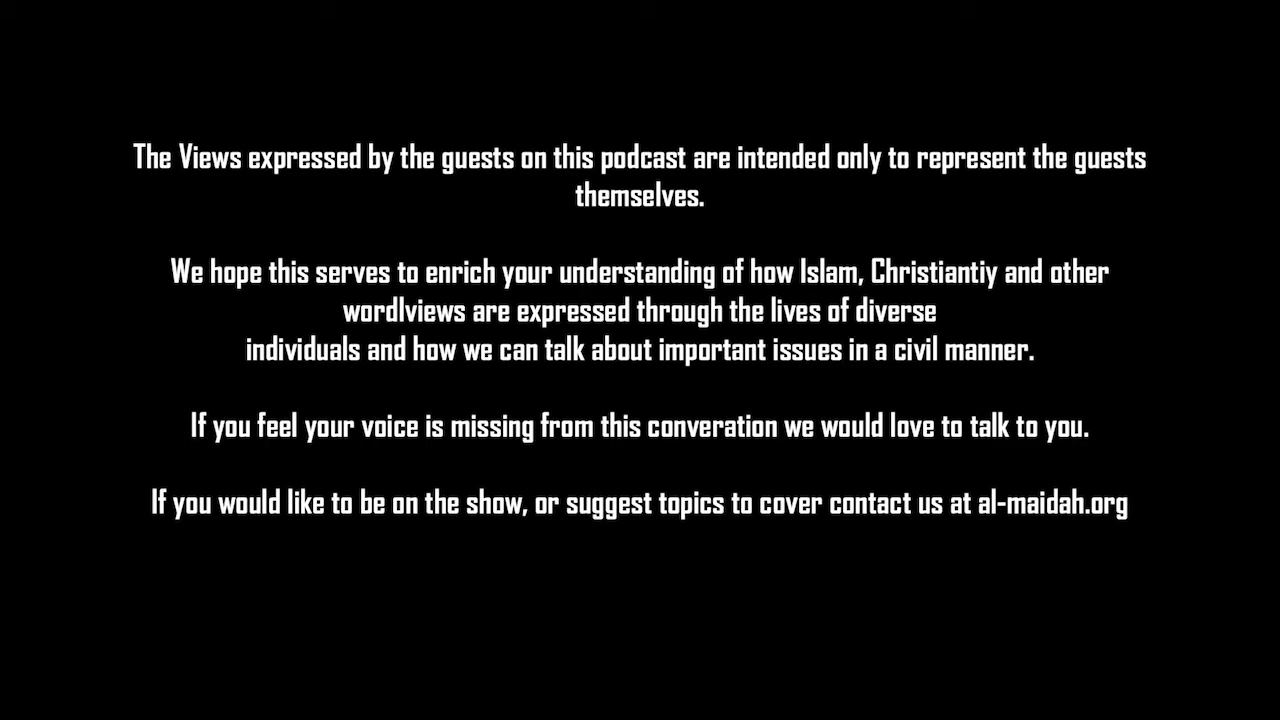 The Views expressed by the guests on this podcast are intended only to represent the guests
themselves.
We hope this serves to enrich your understanding of how Islam, Christiantiy and other
wordlviews are expressed through the lives of diverse
individuals and how we can talk about important issues in a civil manner.
If you feel your voice is missing from this converation we would love to talk to you.
If you would like to be on the show, or suggest topics to cover contact us at al-maidah.org